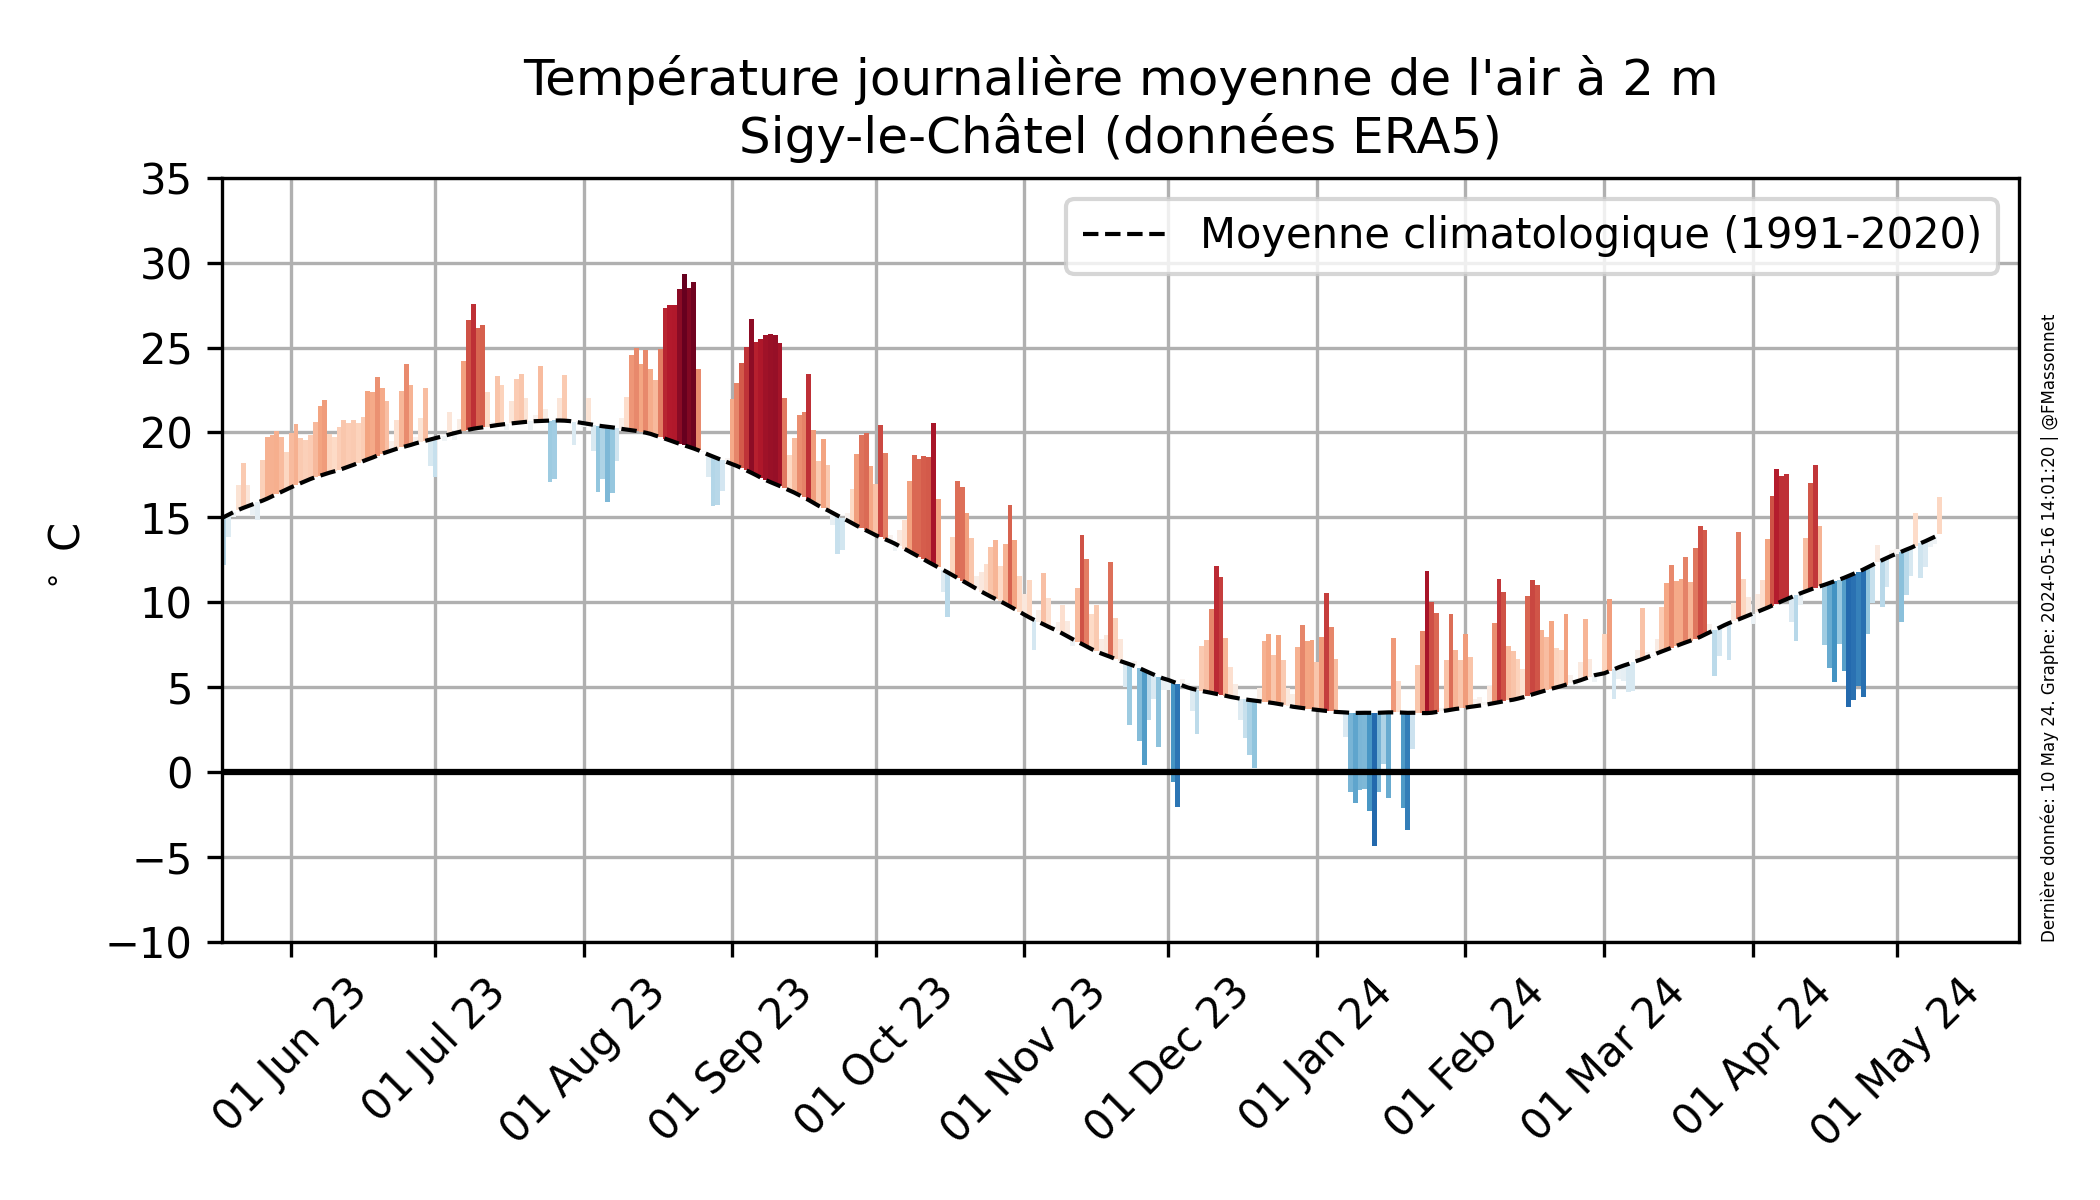 Température journalière moyenne de l'air à 2 m
Sigy-le-Châtel (données ERA5)
Moyenne climatologique (1991-2020)
° C
35
30
25
20
15
10
5
0
−5
−10
01 Jun 23
01 Jul 23
01 Aug 23
01 Sep 23
01 Oct 23
01 Nov 23
01 Dec 23
01 Jan 24
01 Feb 24
01 Mar 24
01 Apr 24
01 May 24
Dernière donnée: 10 May 24. Graphe: 2024-05-16 14:01:20 | @FMassonnet